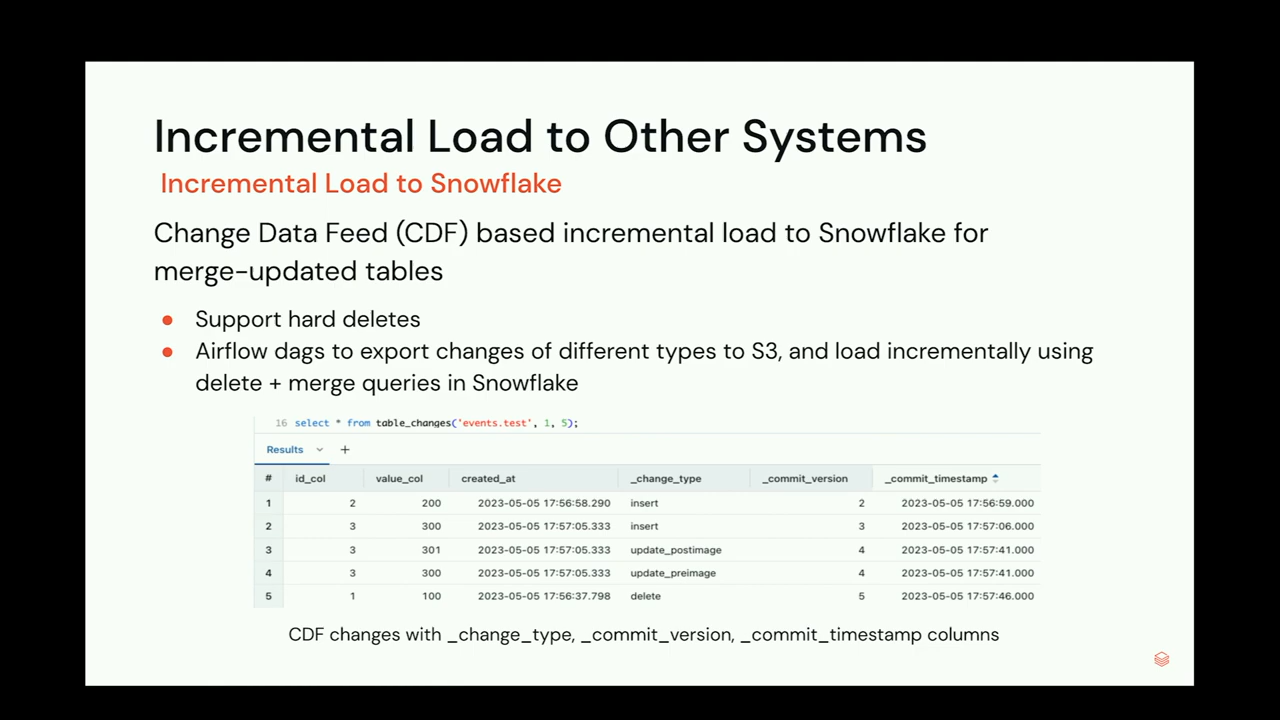 Incremental Load to Other Systems
Incremental Load to Snowflake
Change Data Feed (CDF) based incremental load to Snowflake for
merge-updated tables
● Support hard deletes
● Airflow dags to export changes of different types to S3, and load incrementally using
delete + merge queries in Snowflake
16 select * from table_changes('events.test', 1, 5);
Results +
# id_col value_col created_at _change_type _commit_version _commit_timestamp
1 2 200 2023-05-05 17:56:58.290 insert 2 2023-05-05 17:56:59.000
2 3 300 2023-05-05 17:57:05.333 insert 3 2023-05-05 17:57:06.000
3 3 301 2023-05-05 17:57:05.333 update_postimage 4 2023-05-05 17:57:41.000
4 3 300 2023-05-05 17:57:05.333 update_preimage 4 2023-05-05 17:57:41.000
5 1 100 2023-05-05 17:56:37.798 delete 5 2023-05-05 17:57:46.000
CDF changes with _change_type, _commit_version, _commit_timestamp columns